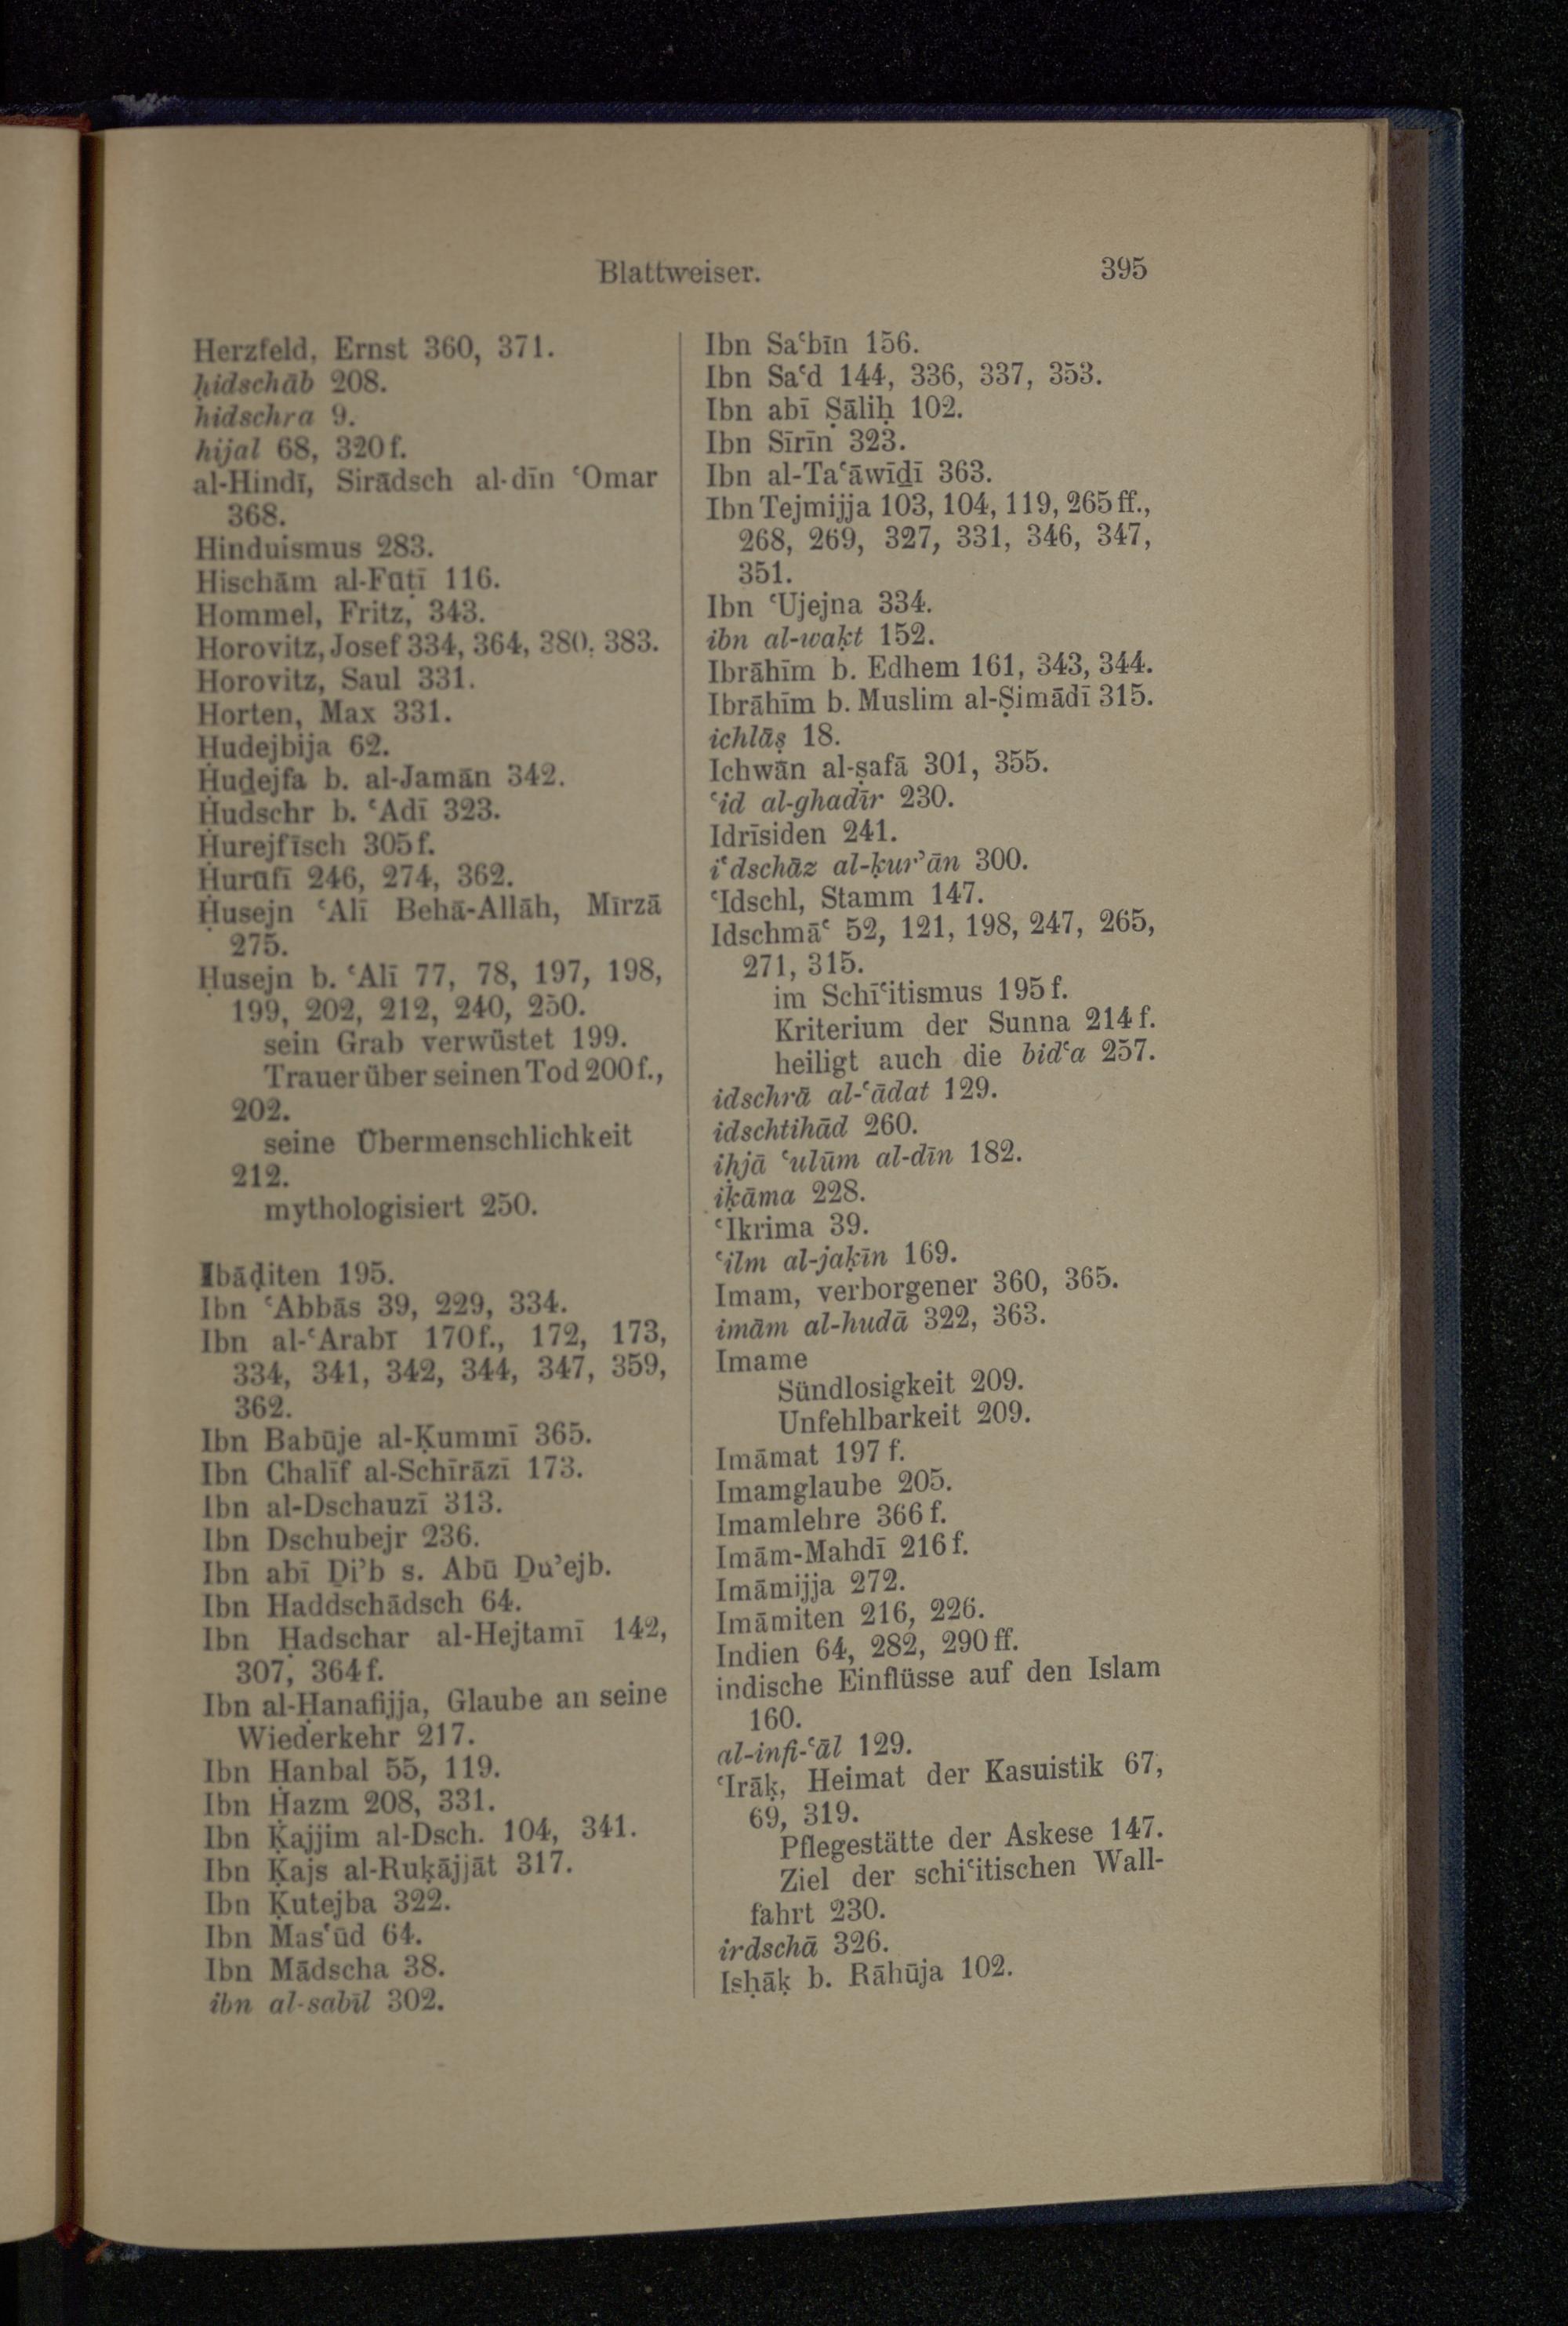 Blattweiser. 395
Herzfeld, Ernst 360, 371.
ḥidschāb 208.
hidschra 9.
hijal 68, 320 f.
al-Hindī, Sirādsch al-dīn ʿOmar
368.
Hinduismus 283.
Hischām al-Fūṭī 116.
Hommel, Fritz, 343.
Horovitz, Josef 334, 364, 380, 383.
Horovitz, Saul 331.
Horten, Max 331.
Ḥudejbija 62.
Ḥuḏejfa b. al-Jamān 342.
Ḥudschr b. ʿAdī 323.
Ḥurejfīsch 305 f.
Ḥurūfī 246, 274, 362.
Ḥusejn ʿAlī Behā-Allāh, Mīrzā
275.
Ḥusejn b. ʿAlī 77, 78, 197, 198,
199, 202, 212, 240, 250.
sein Grab verwüstet 199.
Trauer über seinen Tod 200 f.,
202.
seine Übermenschlichkeit
212.
mythologisiert 250.
Ibāḍiten 195.
Ibn ʿAbbās 39, 229, 334.
Ibn al-ʿArabī 170 f., 172, 173,
334, 341, 342, 344, 347, 359,
362.
Ibn Babūje al-Ḳummī 365.
Ibn Chalīf al-Schīrāzī 173.
Ibn al-Dschauzī 313.
Ibn Dschubejr 236.
Ibn abī Ḏi’b s. Abū Ḏu’ejb.
Ibn Haddschādsch 64.
Ibn Ḥadschar al-Hejtamī 142,
307, 364 f.
Ibn al-Ḥanafijja, Glaube an seine
Wiederkehr 217.
Ibn Ḥanbal 55, 119.
Ibn Ḥazm 208, 331.
Ibn Ḳajjim al-Dsch. 104, 341.
Ibn Ḳajs al-Ruḳājjāt 317.
Ibn Ḳutejba 322.
Ibn Masʿūd 64.
Ibn Mādscha 38.
ibn al-sabīl 302.
Ibn Saʿbīn 156.
Ibn Saʿd 144, 336, 337, 353.
Ibn abī Ṣāliḥ 102.
Ibn Sīrīn 323.
Ibn al-Taʿāwīḏī 363.
Ibn Tejmijja 103, 104, 119, 265 ff.,
268, 269, 327, 331, 346, 347,
351.
Ibn ʿUjejna 334.
ibn al-waḳt 152.
Ibrāhīm b. Edhem 161, 343, 344.
Ibrāhīm b. Muslim al-Ṣimādī 315.
ichlāṣ 18.
Ichwān al-ṣafā 301, 355.
ʿid al-ghadīr 230.
Idrīsiden 241.
iʿdschāz al-ḳur’ān 300.
ʿIdschl, Stamm 147.
Idschmāʿ 52, 121, 198, 247, 265,
271, 315.
im Schīʿitismus 195 f.
Kriterium der Sunna 214 f.
heiligt auch die bidʿa 257.
idschrā al-ʿādat 129.
idschtihād 260.
iḥjā ʿulūm al-dīn 182.
iḳāma 228.
ʿIkrima 39.
ʿilm al-jaḳīn 169.
Imam, verborgener 360, 365.
imām al-hudā 322, 363.
Imame
Sündlosigkeit 209.
Unfehlbarkeit 209.
Imāmat 197 f.
Imamglaube 205.
Imamlehre 366 f.
Imām-Mahdī 216 f.
Imāmijja 272.
Imāmiten 216, 226.
Indien 64, 282, 290 ff.
indische Einflüsse auf den Islam
160.
al-infi-ʿāl 129.
ʿIrāḳ, Heimat der Kasuistik 67,
69, 319.
Pflegestätte der Askese 147.
Ziel der schiʿitischen Wall-
fahrt 230.
irdschā 326.
Isḥāḳ b. Rāhūja 102.